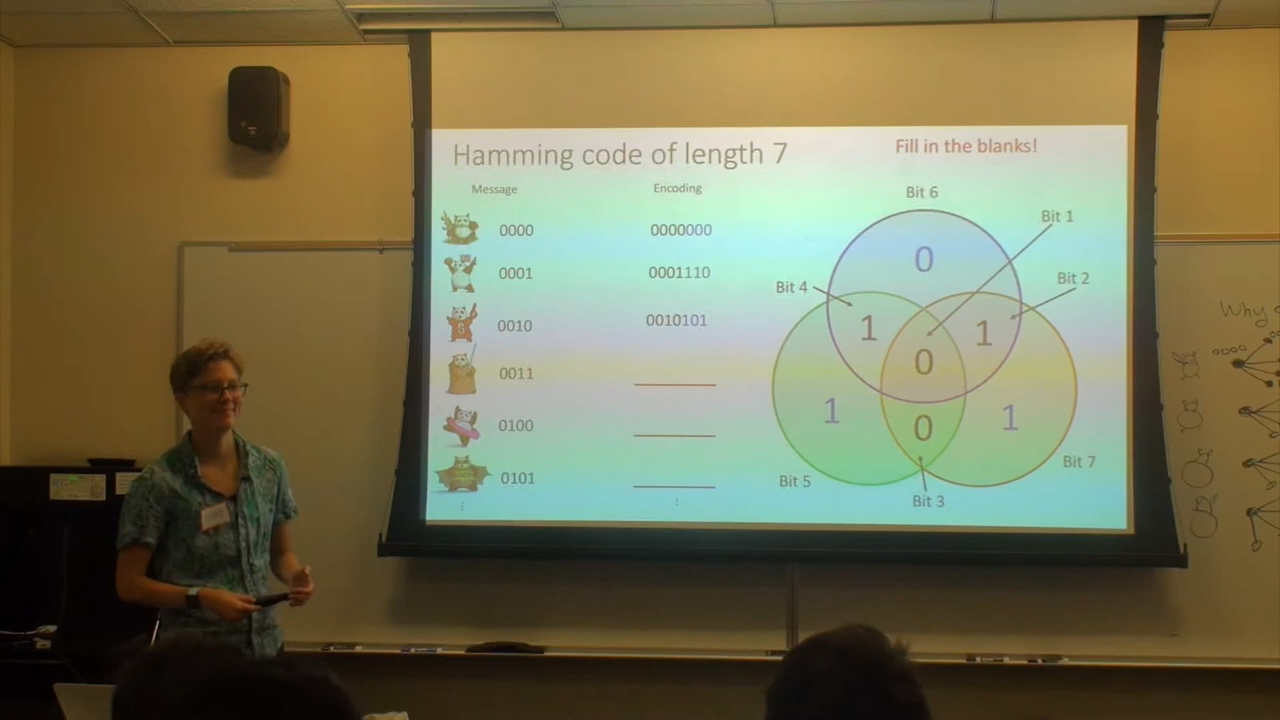 Hamming code of length 7
Fill in the blanks!
Message Encoding
0000 0000000
0001 0001110
0010 0010101
0011
0100
0101
Bit 6
Bit 1
Bit 2
Bit 4
0
1 1
0
1 0 1
Bit 7
Bit 5
Bit 3
Why
0000